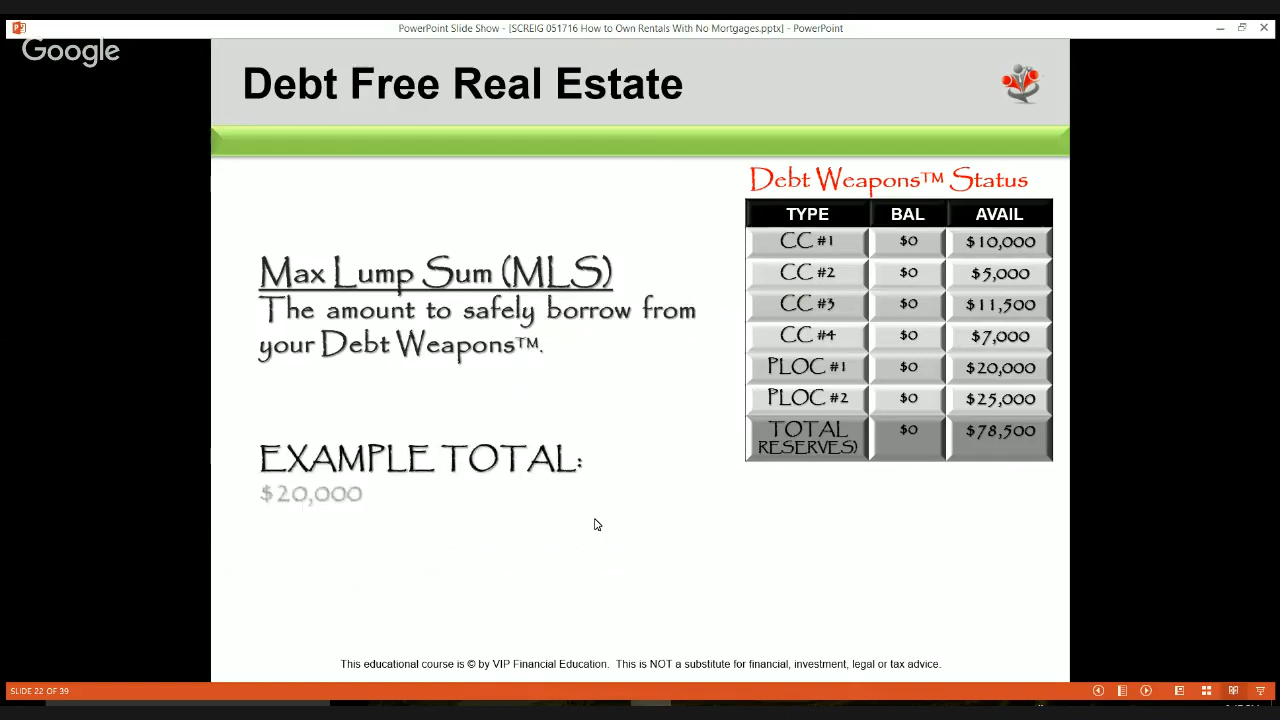 PowerPoint Slide Show - [SCREIG 051716 How to Own Rentals With No Mortgages.pptx] - PowerPoint
Google
Debt Free Real Estate
Max Lump Sum (MLS)
The amount to safely borrow from
your Debt Weapons™.
EXAMPLE TOTAL:
$20,000
Debt Weapons™ Status
TYPE BAL AVAIL
CC #1 $0 $10,000
CC #2 $0 $5,000
CC #3 $0 $11,500
CC #4 $0 $7,000
PLOC #1 $0 $20,000
PLOC #2 $0 $25,000
TOTAL $0 $78,500
RESERVES)
This educational course is © by VIP Financial Education. This is NOT a substitute for financial, investment, legal or tax advice.
SLIDE 22 OF 39